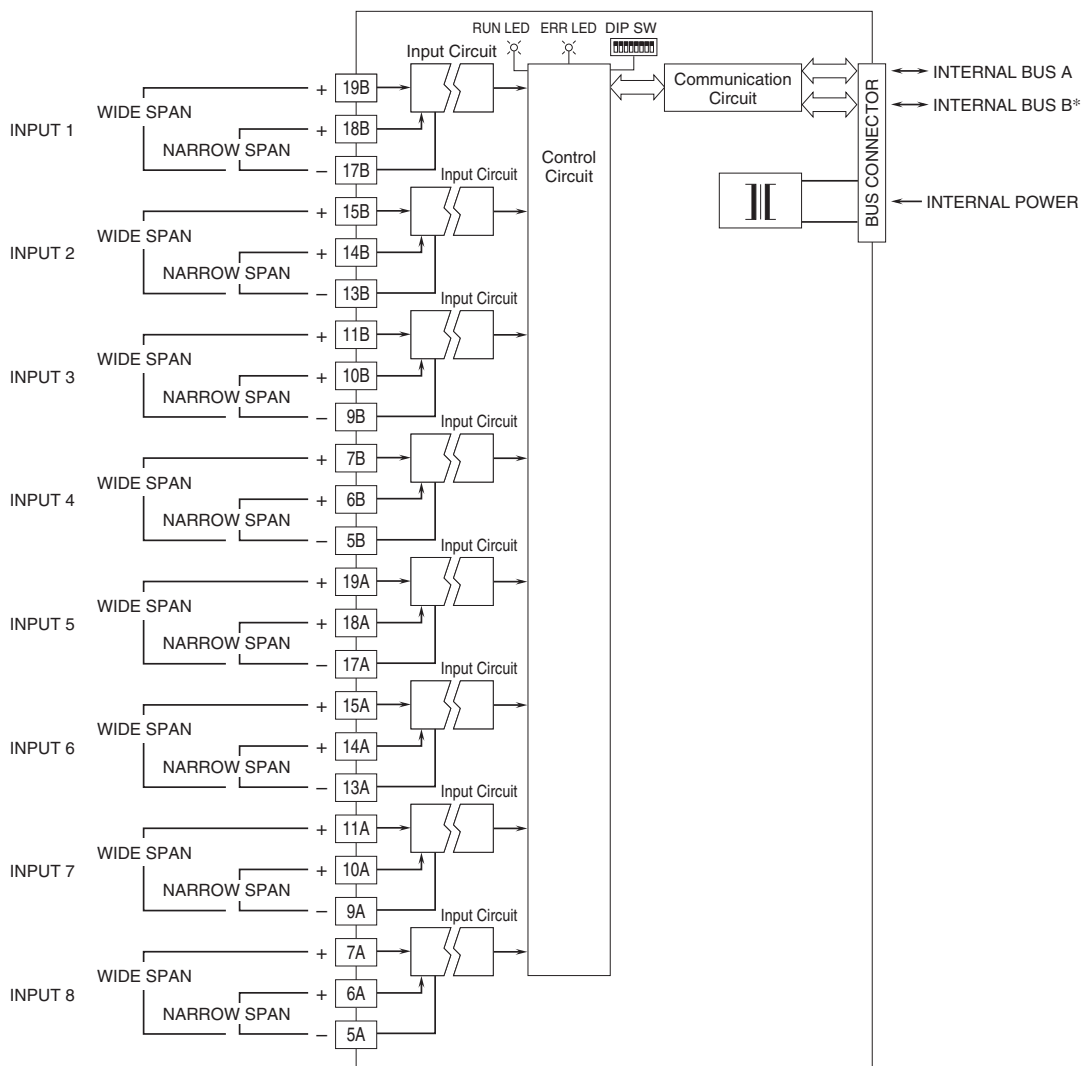 RUN LED ERR LED DIP SW
Input Circuit
Communication
Circuit
INTERNAL BUS A
INTERNAL BUS B*
BUS CONNECTOR
INTERNAL POWER
Control
Circuit
INPUT 1
WIDE SPAN
NARROW SPAN
+ 19B
+ 18B
– 17B
Input Circuit
INPUT 2
WIDE SPAN
NARROW SPAN
+ 15B
+ 14B
– 13B
Input Circuit
INPUT 3
WIDE SPAN
NARROW SPAN
+ 11B
+ 10B
– 9B
Input Circuit
INPUT 4
WIDE SPAN
NARROW SPAN
+ 7B
+ 6B
– 5B
Input Circuit
INPUT 5
WIDE SPAN
NARROW SPAN
+ 19A
+ 18A
– 17A
Input Circuit
INPUT 6
WIDE SPAN
NARROW SPAN
+ 15A
+ 14A
– 13A
Input Circuit
INPUT 7
WIDE SPAN
NARROW SPAN
+ 11A
+ 10A
– 9A
Input Circuit
INPUT 8
WIDE SPAN
NARROW SPAN
+ 7A
+ 6A
– 5A